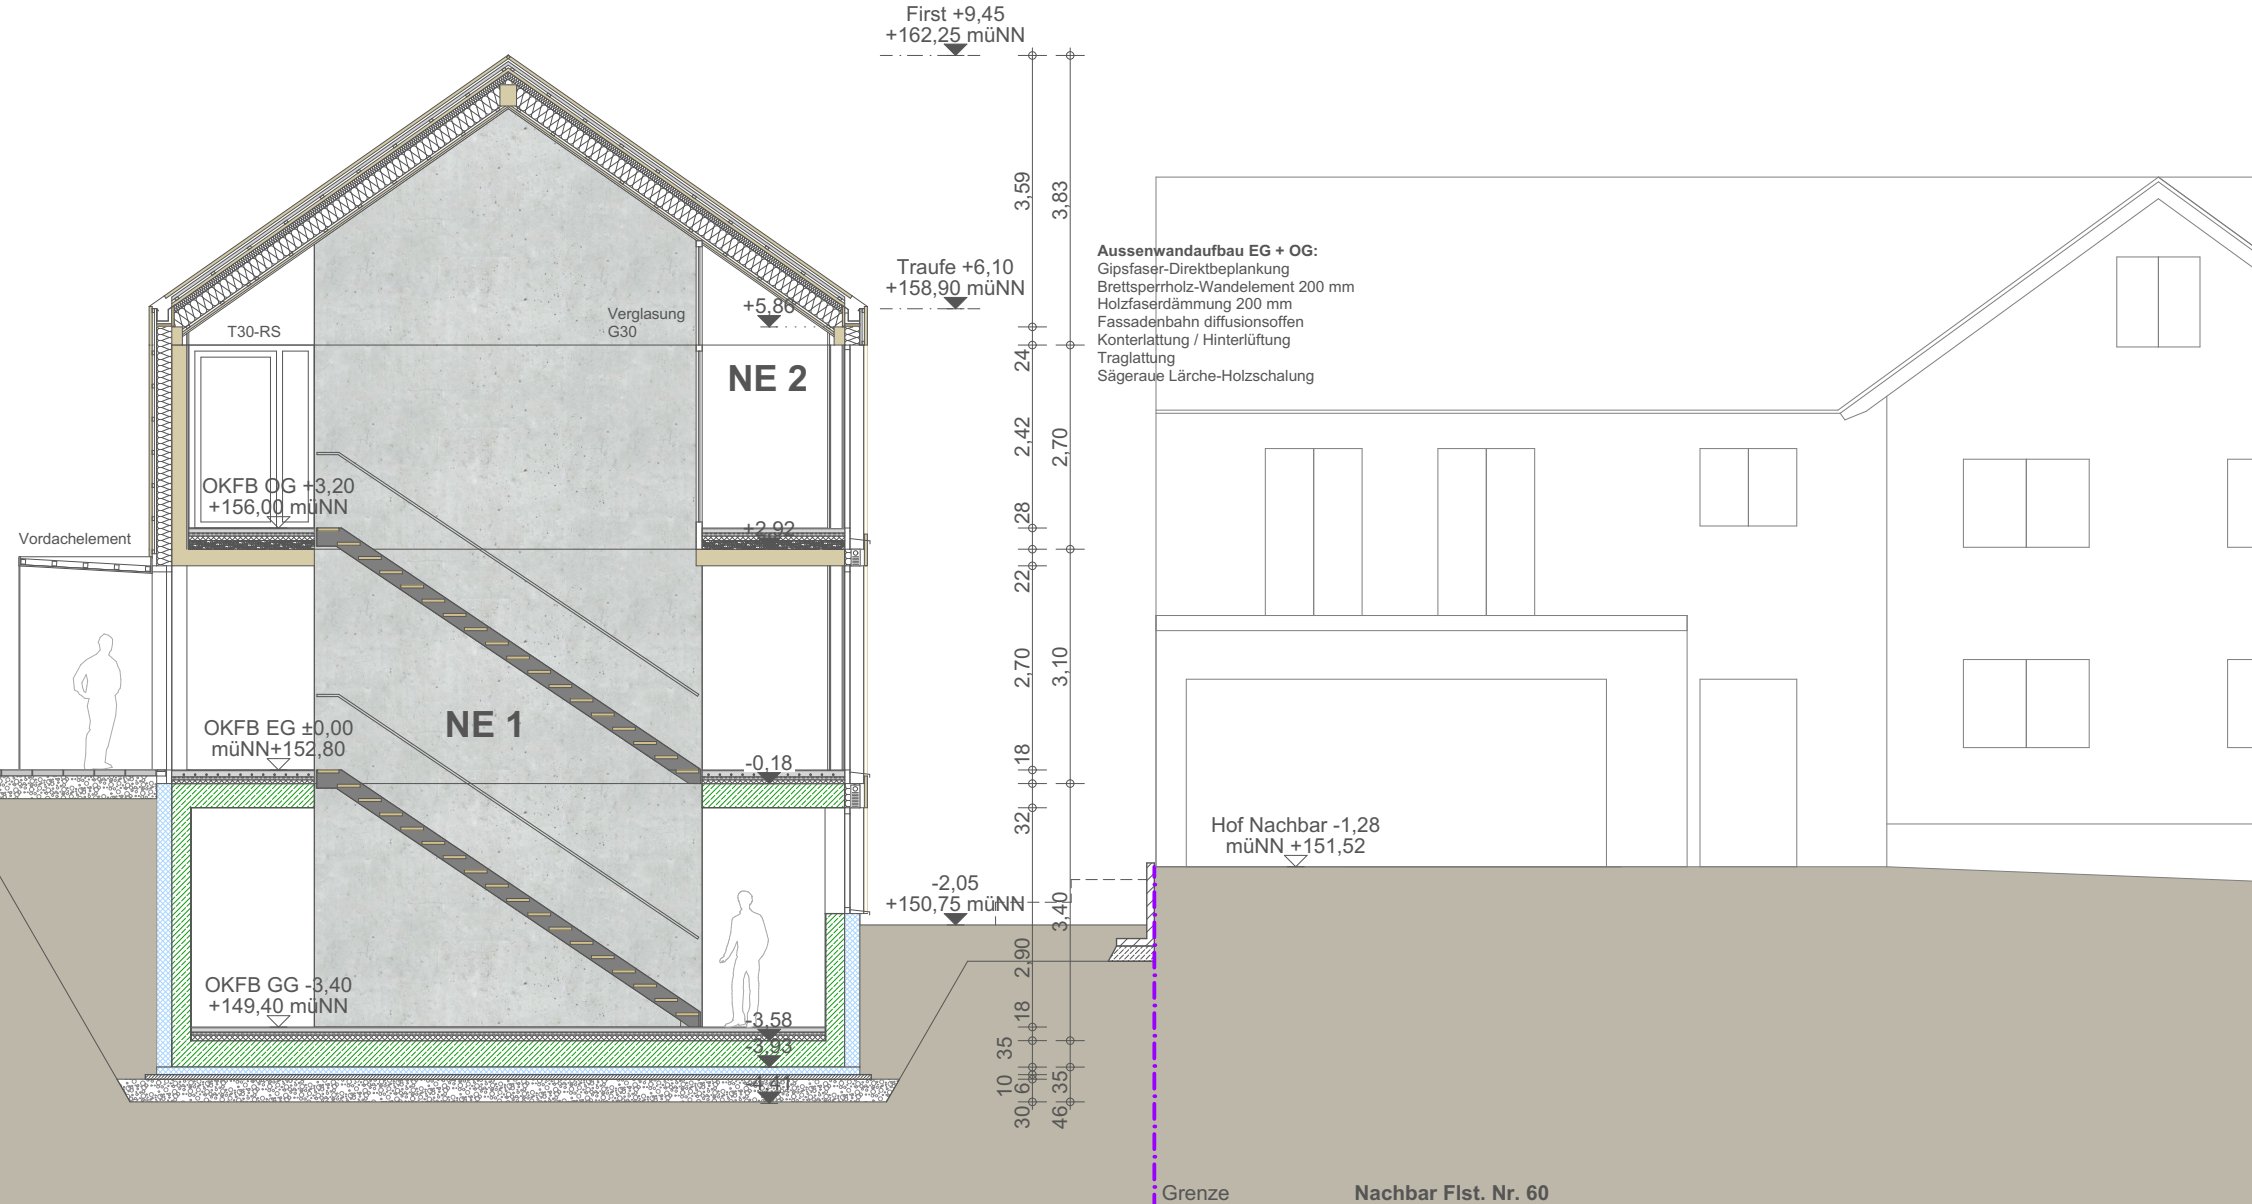 First +9,45
+162,25 müNN
3,59
3,83
Aussenwandaufbau EG + OG:
Gipsfaser-Direktbeplankung
Brettsperrholz-Wandelement 200 mm
Holzfaserdämmung 200 mm
Fassadenbahn diffusionsoffen
Konterlattung / Hinterlüftung
Traglattung
Sägeraue Lärche-Holzschalung
Traufe +6,10
+158,90 müNN
+5,86
Verglasung
G30
T30-RS
24
NE 2
2,42
2,70
OKFB OG +3,20
+156,00 müNN
28
+2,92
Vordachelement
22
2,70
3,10
NE 1
OKFB EG ±0,00
müNN+152,80
-0,18
18
32
Hof Nachbar -1,28
müNN +151,52
-2,05
+150,75 müNN
3,40
2,90
OKFB GG -3,40
+149,40 müNN
18
-3,58
35
-3,93
10
6
35
-4,41
30
46
Grenze
Nachbar Flst. Nr. 60